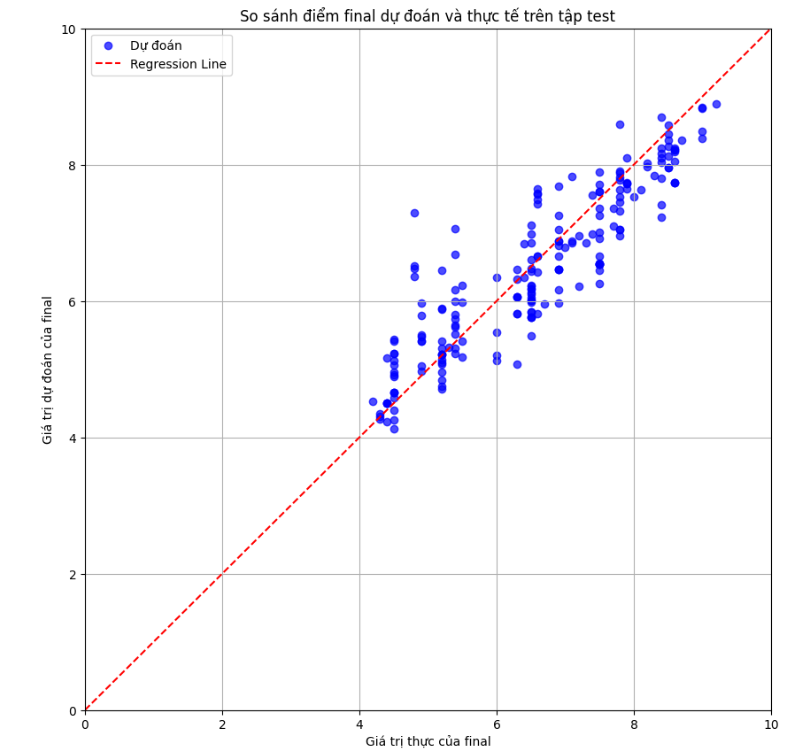 So sánh điểm final dự đoán và thực tế trên tập test
Dự đoán
Regression Line
Giá trị dự đoán của final
10
8
6
4
2
0
0 2 4 6 8 10
Giá trị thực của final